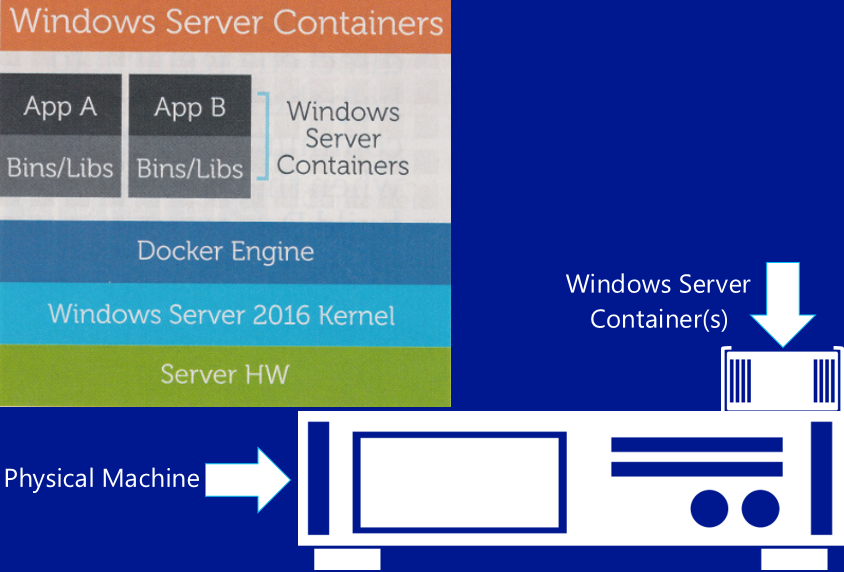 Windows Server Containers
App A
App B
Bins/Libs
Bins/Libs
Windows
Server
Containers
Docker Engine
Windows Server 2016 Kernel
Server HW
Windows Server
Container(s)
Physical Machine